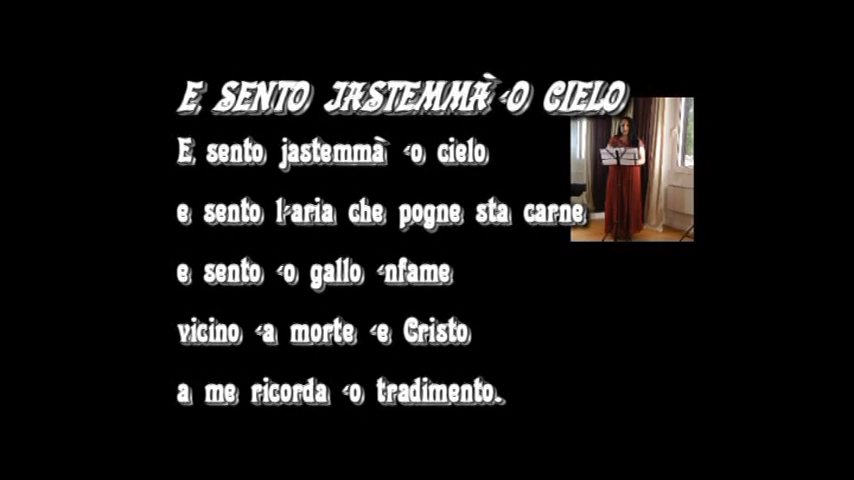 E SENTO JASTEMMÀ 'O CIELO
E sento jastemmà 'o cielo
e sento l'aria che pogne sta carne
e sento 'o gallo 'nfame
vicino 'a morte 'e Cristo
a me ricorda 'o tradimento.